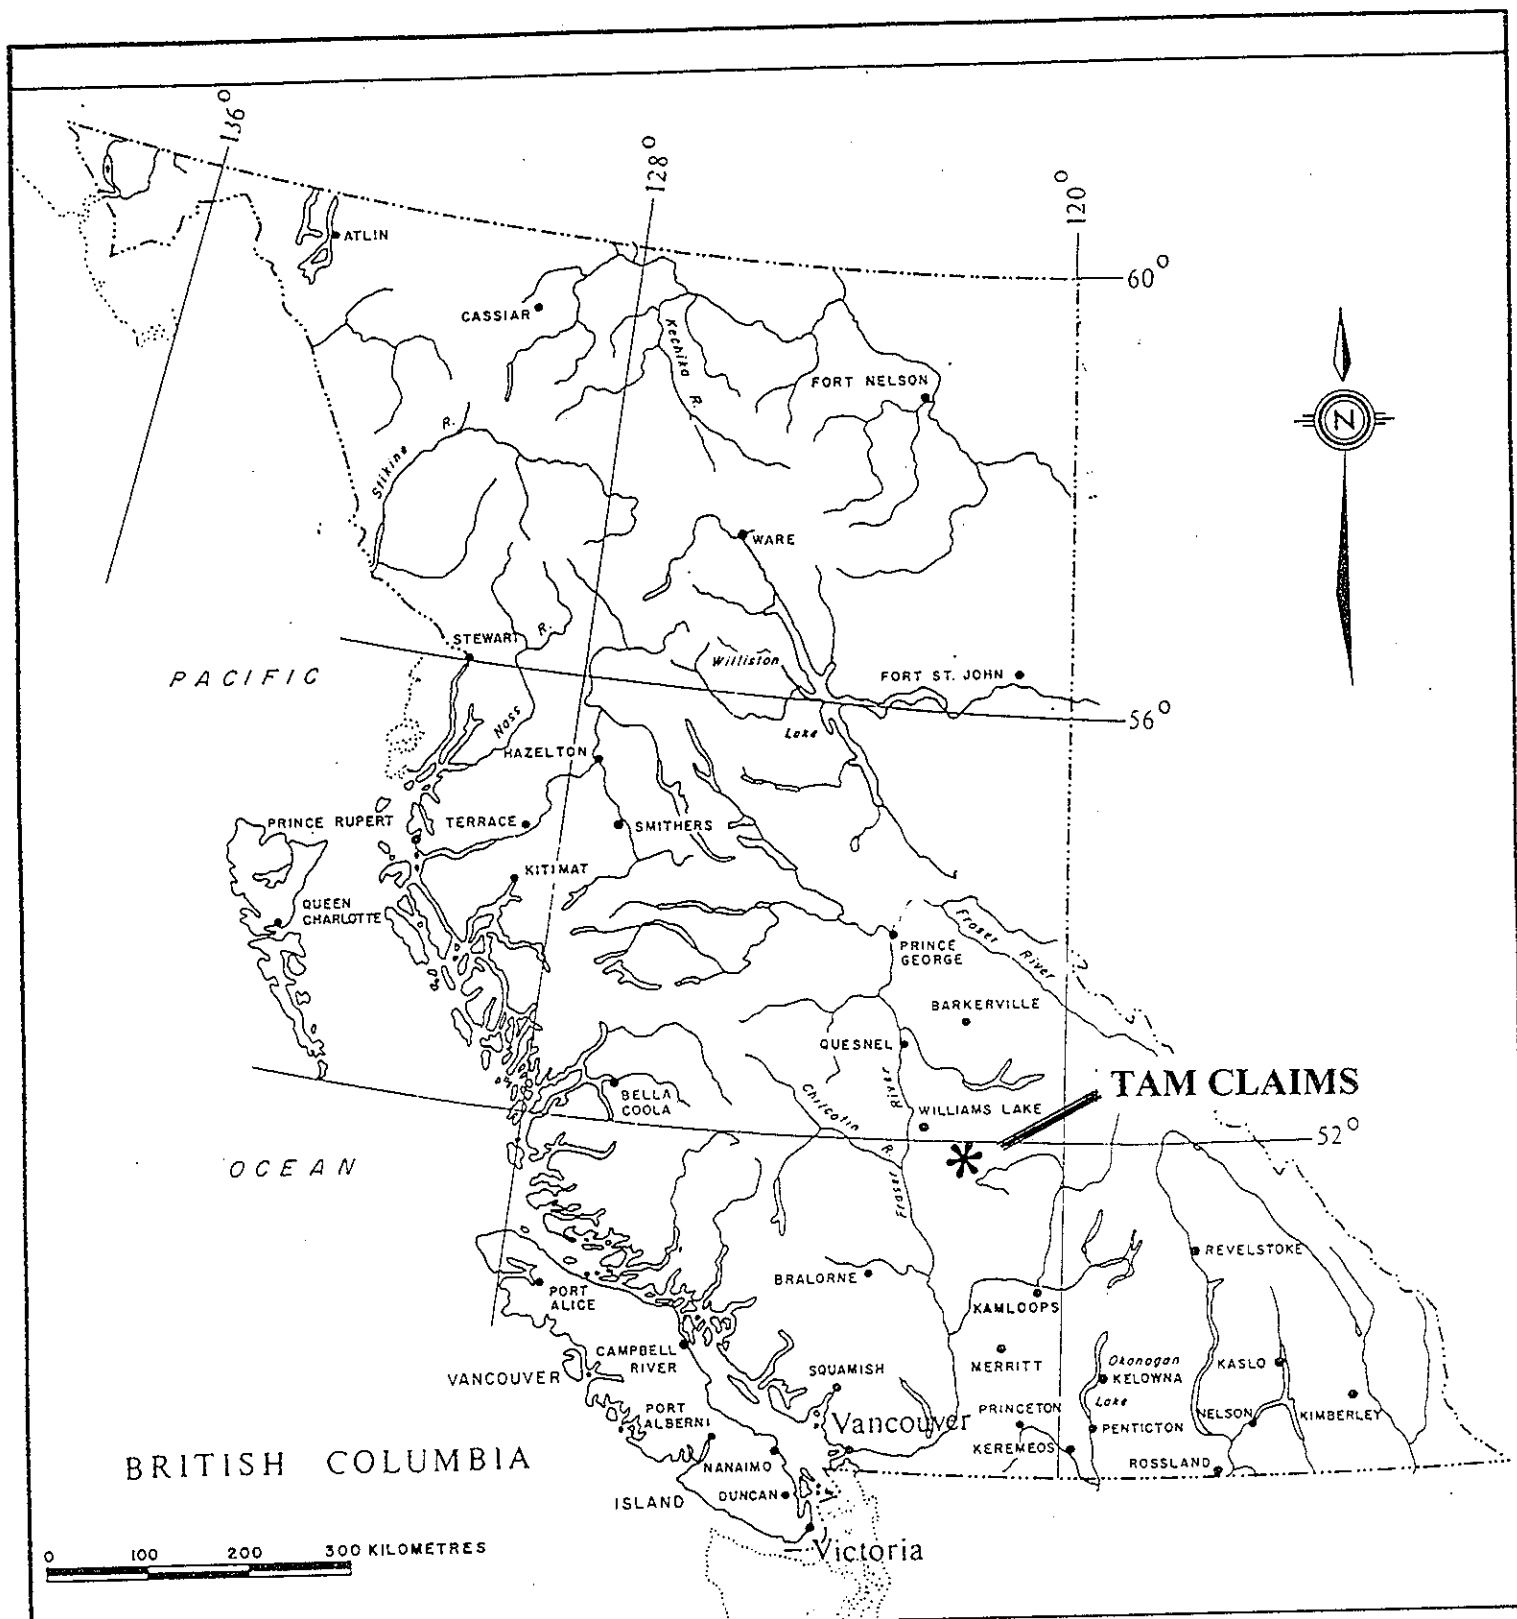 136°
128°
120°
ATLIN
60°
CASSIAR
Kechika
R.
FORT NELSON
Stikine
R.
N
WARE
STEWART
R.
PACIFIC
Williston
FORT ST. JOHN
56°
Nass
Lake
HAZELTON
PRINCE RUPERT
TERRACE
SMITHERS
KITIMAT
QUEEN
CHARLOTTE
Fraser
River
PRINCE
GEORGE
BARKERVILLE
QUESNEL
River
TAM CLAIMS
BELLA
COOLA
Chilcotin
R.
WILLIAMS LAKE
52°
OCEAN
Fraser
REVELSTOKE
BRALORNE
PORT
ALICE
KAMLOOPS
CAMPBELL
RIVER
MERRITT
Okanogan
KASLO
VANCOUVER
SQUAMISH
KELOWNA
Lake
PORT
ALBERNI
Vancouver
PRINCETON
PENTICTON
NELSON
KIMBERLEY
BRITISH COLUMBIA
NANAIMO
KEREMEOS
ROSSLAND
ISLAND
DUNCAN
Victoria
0 100 200 300 KILOMETRES